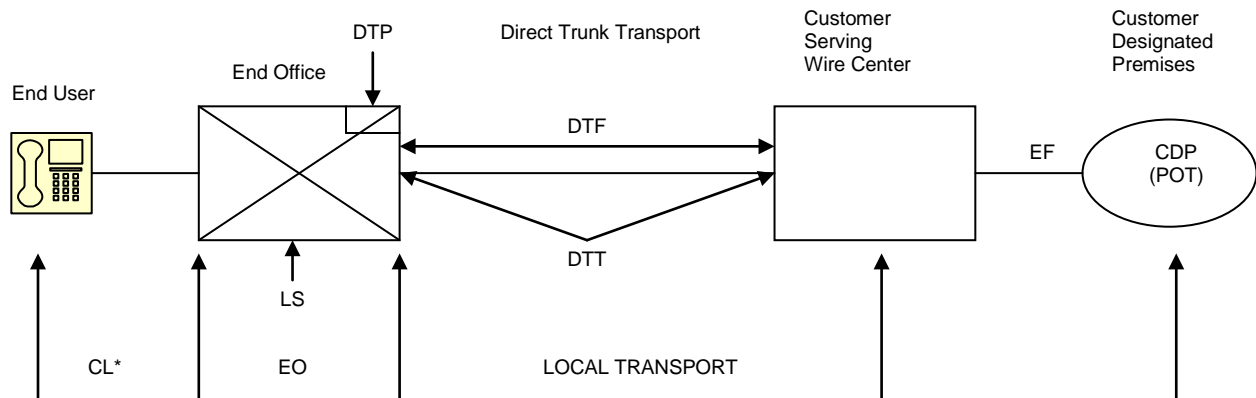 DTP
Direct Trunk Transport
Customer
Serving
Wire Center
Customer
Designated
Premises
End Office
End User
DTF
EF
CDP
(POT)
DTT
LS
CL*
EO
LOCAL TRANSPORT